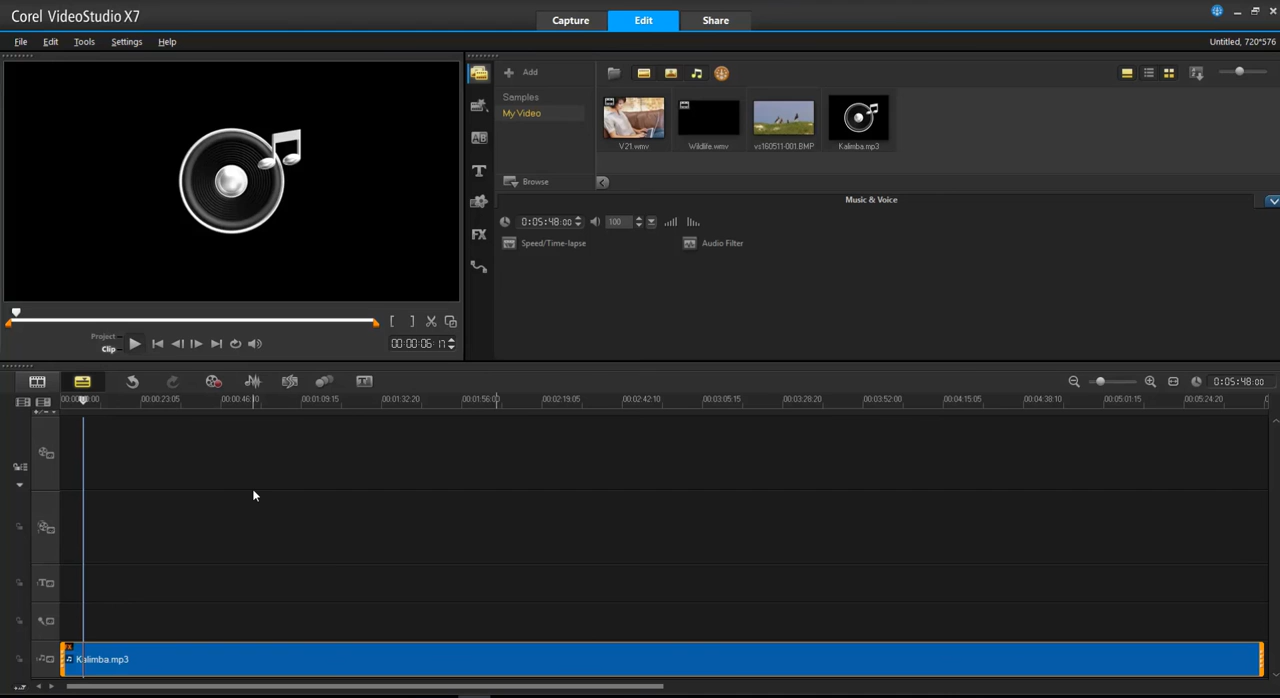 Corel VideoStudio X7
Capture
Edit
Share
File
Edit
Tools
Settings
Help
Untitled, 720*576
Add
Samples
My Video
Browse
V21.wmv
Wildlife.wmv
vs160511-001.BMP
Kalimba.mp3
Music & Voice
0:05:48:00
100
Speed/Time-lapse
Audio Filter
Project
Clip
00:00:06:17
AB
T
FX
0:05:48:00
00:00:23:05
00:00:46:10
00:01:09:15
00:01:32:20
00:01:56:00
00:02:19:05
00:02:42:10
00:03:05:15
00:03:28:20
00:03:52:00
00:04:15:05
00:04:38:10
00:05:01:15
00:05:24:20
FX
Kalimba.mp3